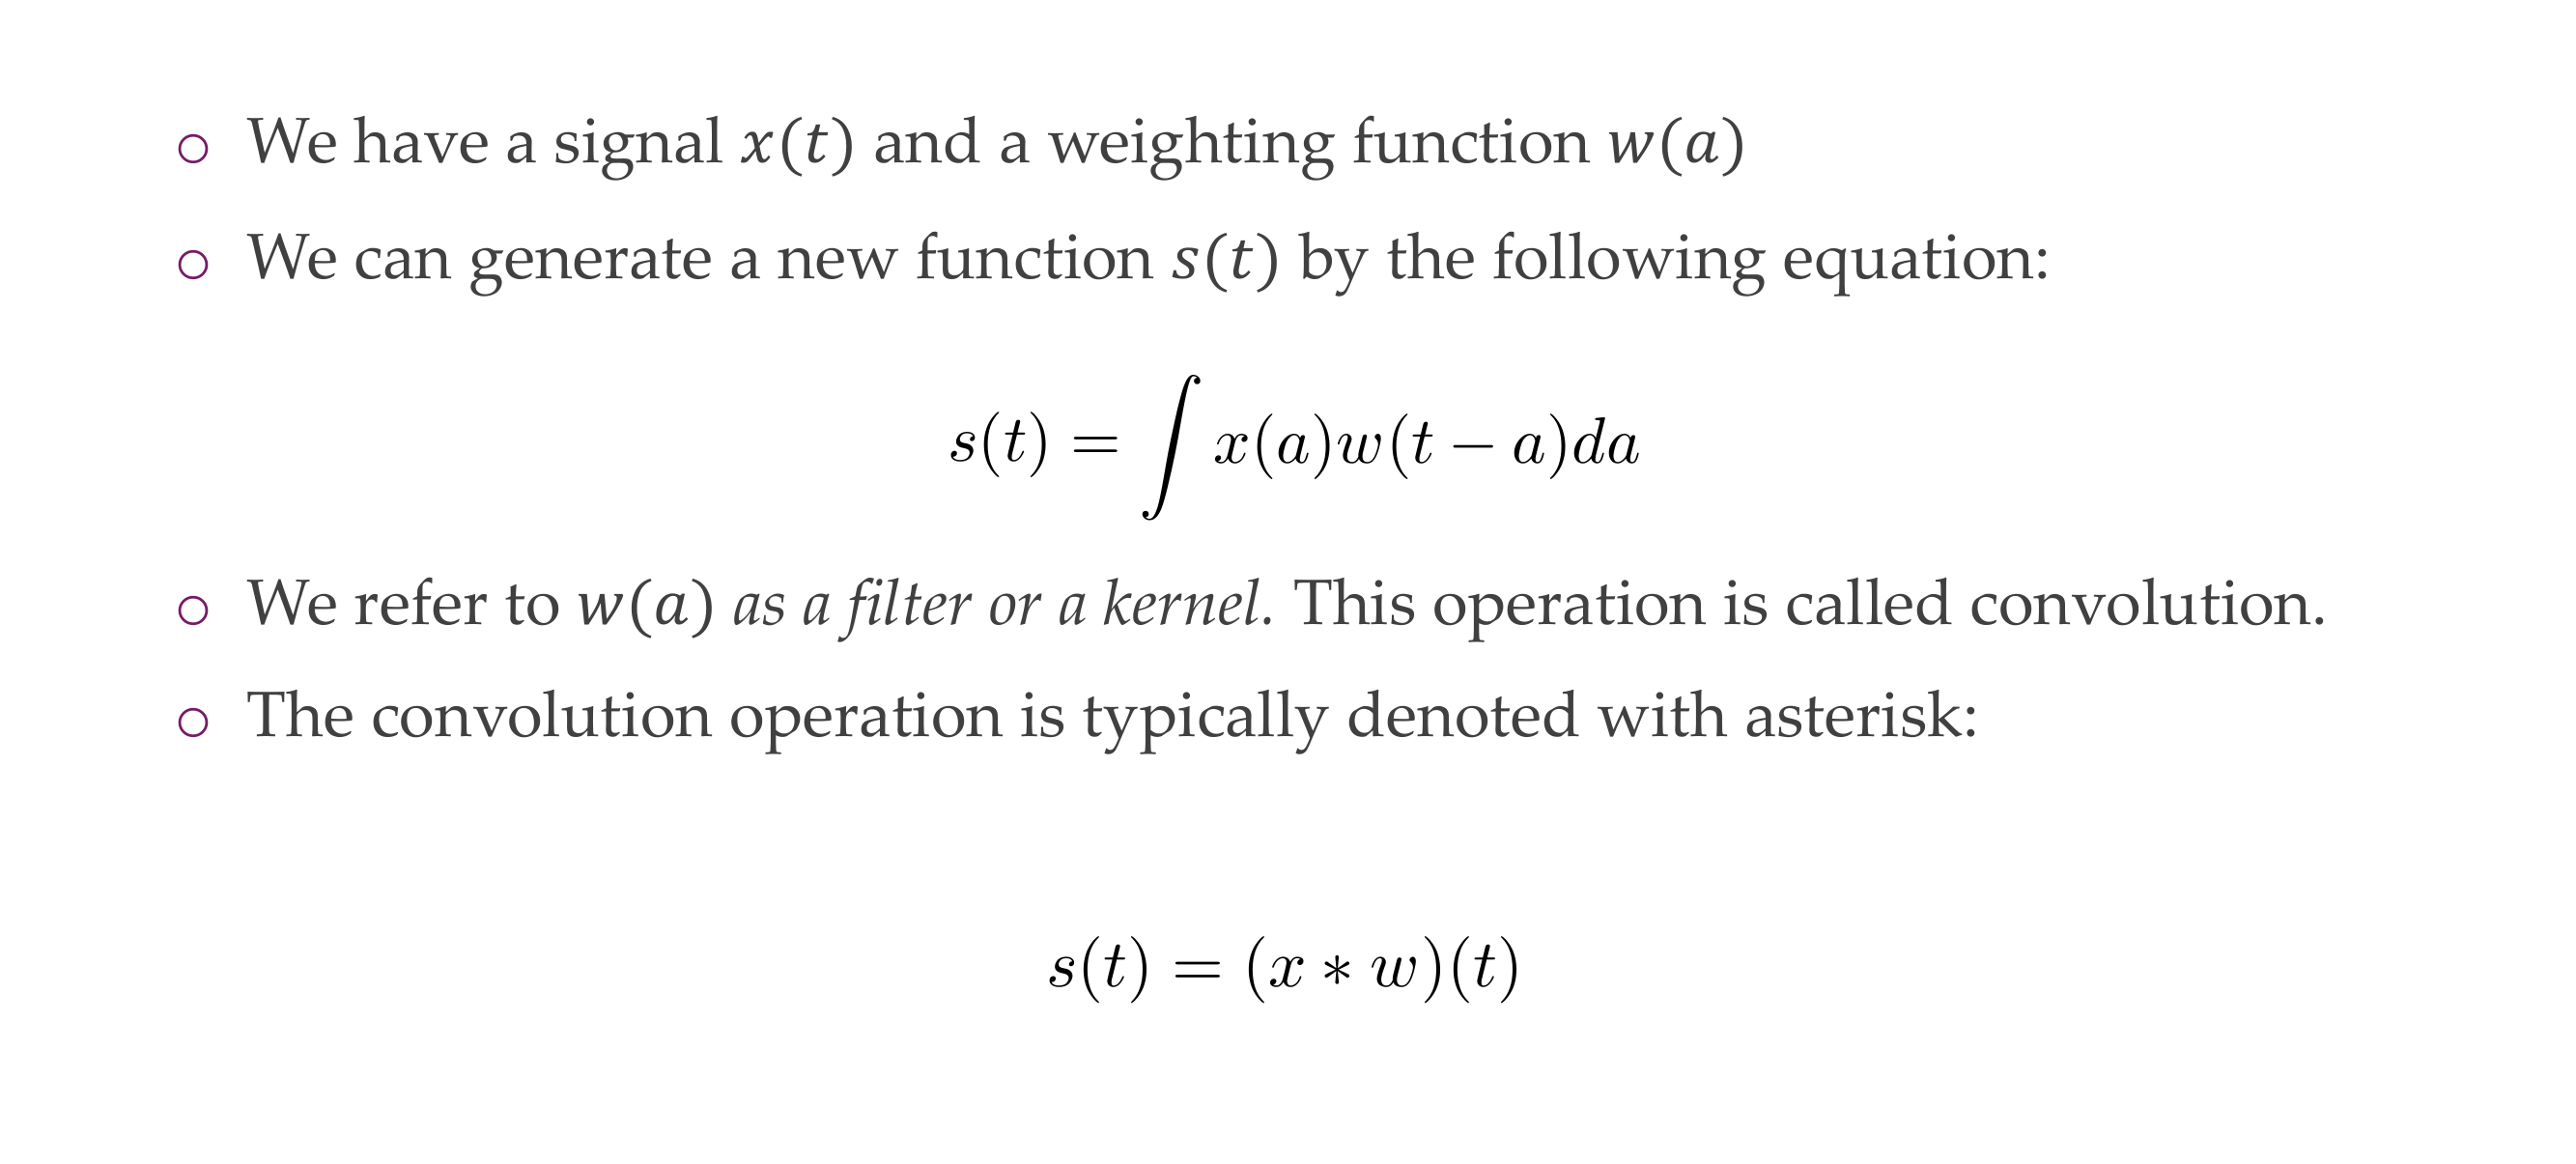 ○ We have a signal x(t) and a weighting function w(a)
○ We can generate a new function s(t) by the following equation:
s(t) = ∫ x(a)w(t − a)da
○ We refer to w(a) as a filter or a kernel. This operation is called convolution.
○ The convolution operation is typically denoted with asterisk:
s(t) = (x ∗ w)(t)